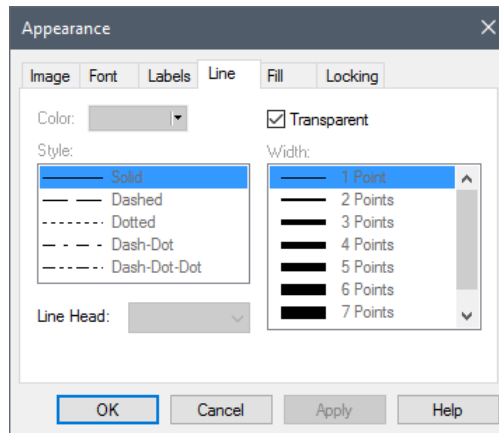 Appearance
Image Font Labels Line Fill Locking
Color: Transparent
Style: Width:
Solid
Dashed
Dotted
Dash-Dot
Dash-Dot-Dot
1 Point
2 Points
3 Points
4 Points
5 Points
6 Points
7 Points
Line Head:
OK Cancel Apply Help